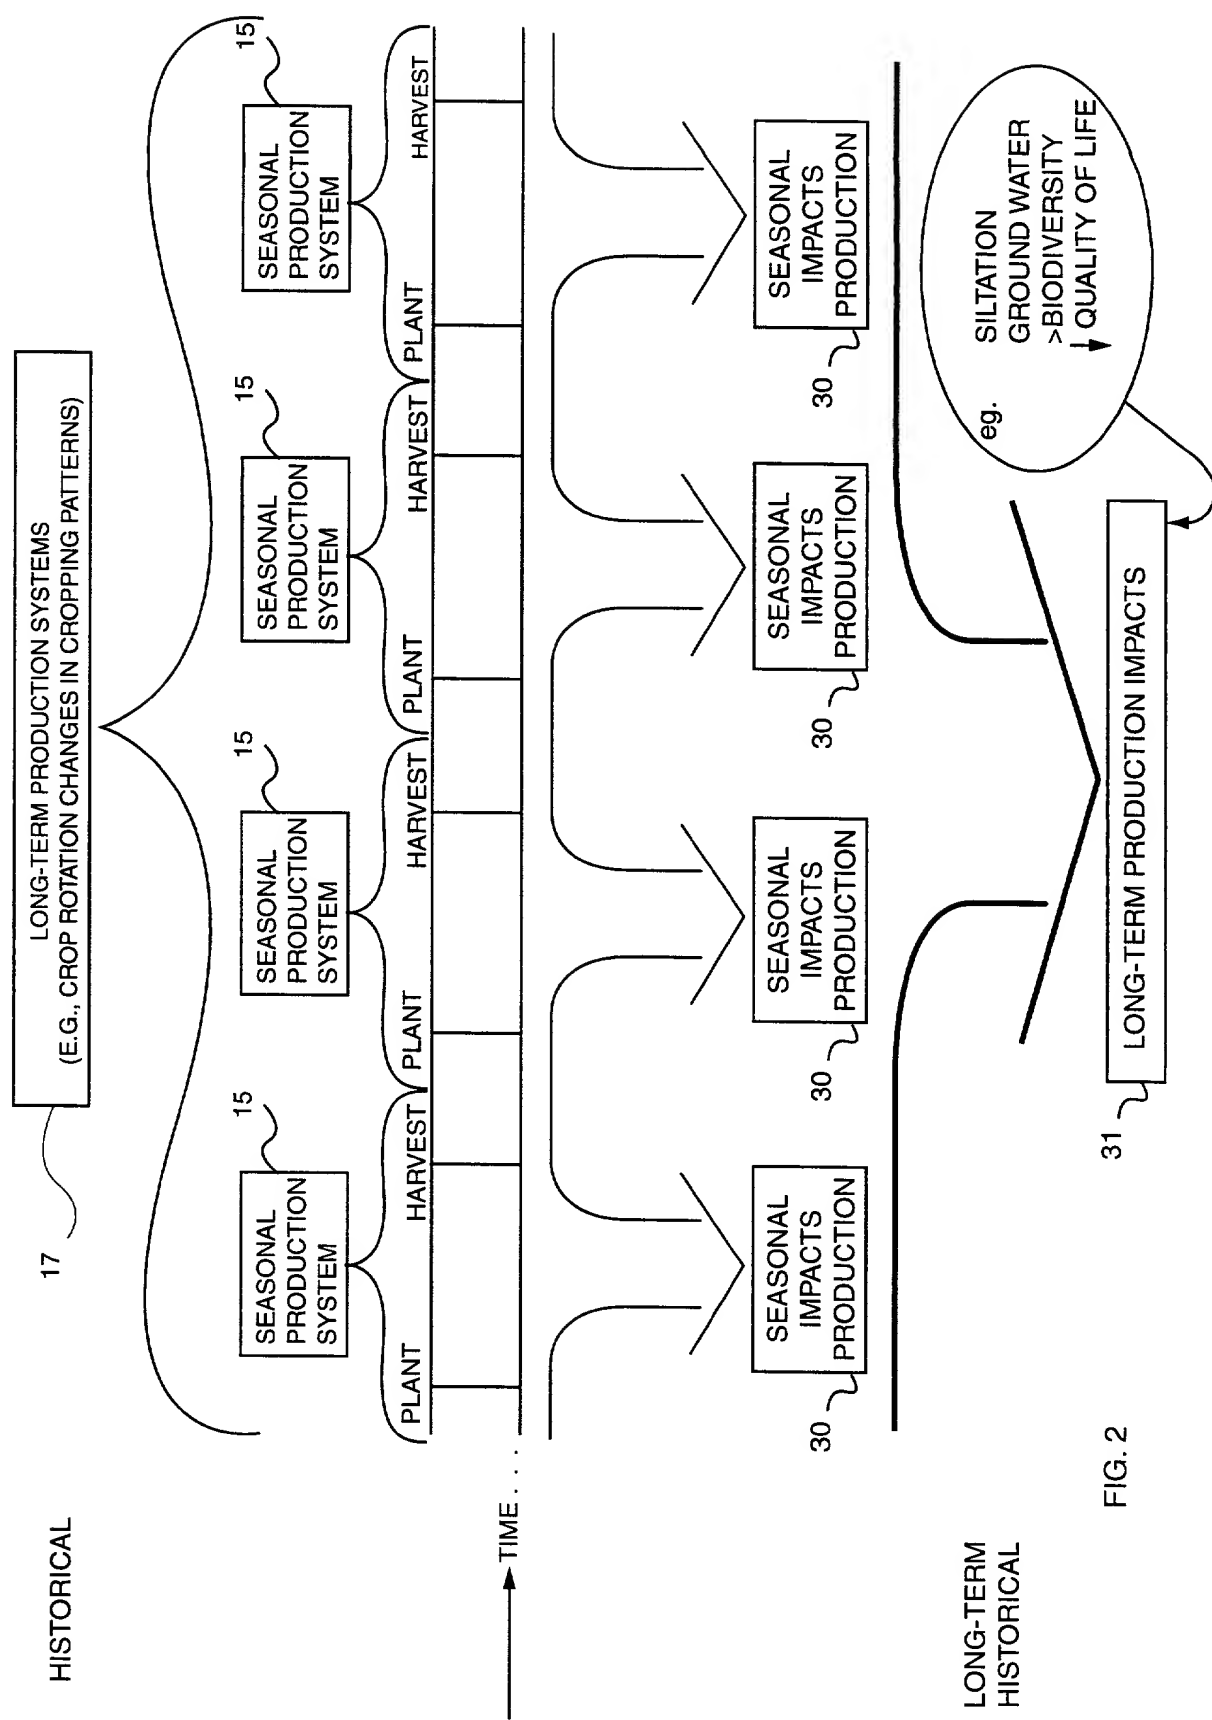 HISTORICAL
17
LONG-TERM PRODUCTION SYSTEMS
(E.G., CROP ROTATION CHANGES IN CROPPING PATTERNS)
15
15
15
15
SEASONAL
PRODUCTION
SYSTEM
SEASONAL
PRODUCTION
SYSTEM
SEASONAL
PRODUCTION
SYSTEM
SEASONAL
PRODUCTION
SYSTEM
PLANT
HARVEST
PLANT
HARVEST
PLANT
HARVEST
PLANT
HARVEST
TIME . . .
SEASONAL
IMPACTS
PRODUCTION
SEASONAL
IMPACTS
PRODUCTION
SEASONAL
IMPACTS
PRODUCTION
SEASONAL
IMPACTS
PRODUCTION
30
30
30
30
LONG-TERM
HISTORICAL
eg.
SILTATION
GROUND WATER
>BIODIVERSITY
QUALITY OF LIFE
31
LONG-TERM PRODUCTION IMPACTS
FIG. 2